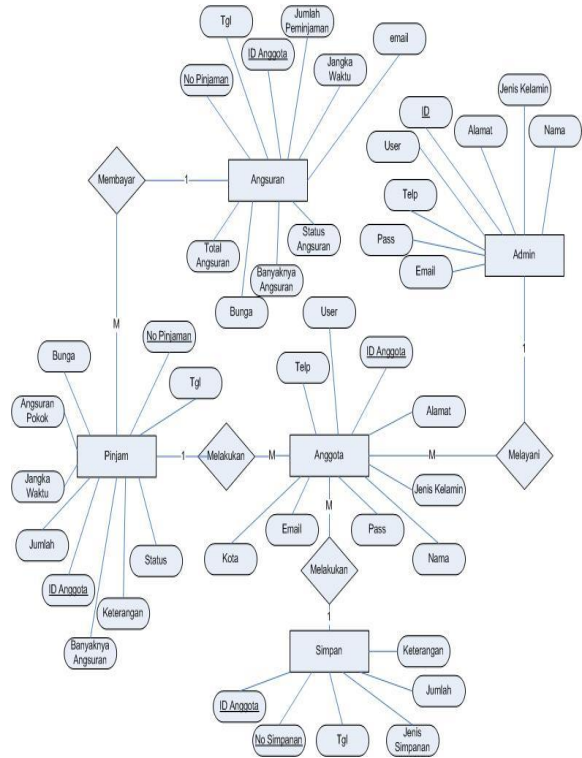 Tgl
Jumlah
Peminjaman
email
ID Anggota
Jangka
Waktu
No Pinjaman
Jenis Kelamin
ID
Alamat
Nama
User
Membayar
1
Angsuran
Telp
Total
Angsuran
Status
Angsuran
Pass
Admin
Banyaknya
Angsuran
Email
Bunga
User
M
No Pinjaman
ID Anggota
Bunga
Telp
1
Tgl
Angsuran
Pokok
Alamat
Pinjam
1
Melakukan
M
Anggota
M
Melayani
Jangka
Waktu
Jenis Kelamin
M
Jumlah
Email
Pass
Kota
Nama
Status
ID Anggota
Melakukan
Keterangan
Banyaknya
Angsuran
1
Simpan
Keterangan
Jumlah
ID Anggota
No Simpanan
Tgl
Jenis
Simpanan